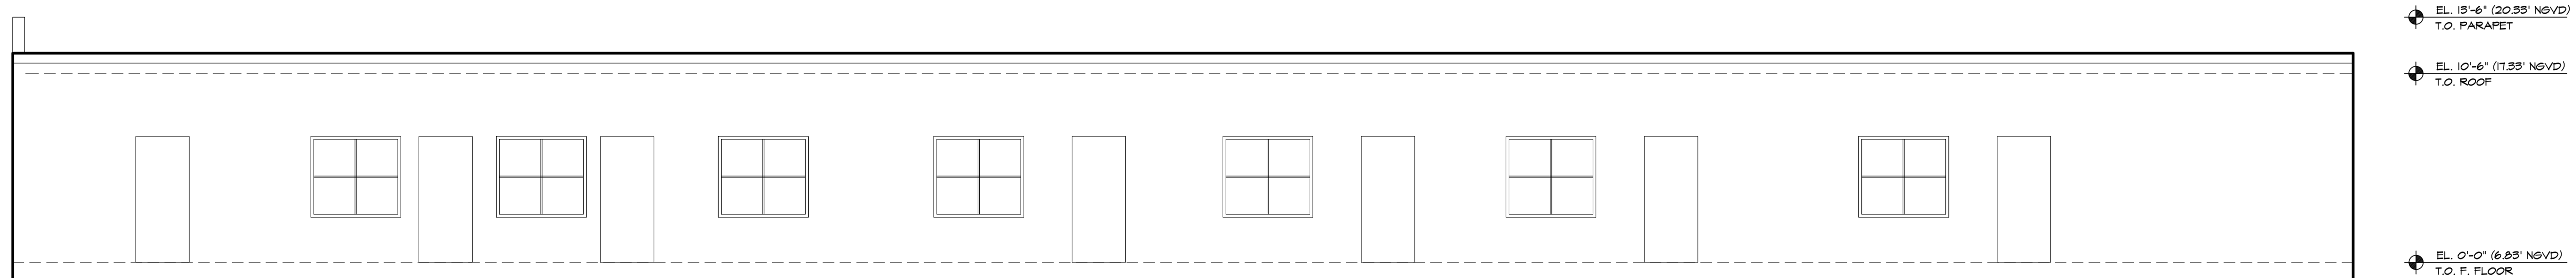 EL. 13'-6" (20.33' NGVD)
T.O. PARAPET
EL. 10'-6" (17.33' NGVD)
T.O. ROOF
EL. 0'-0" (6.83' NGVD)
T.O. F. FLOOR